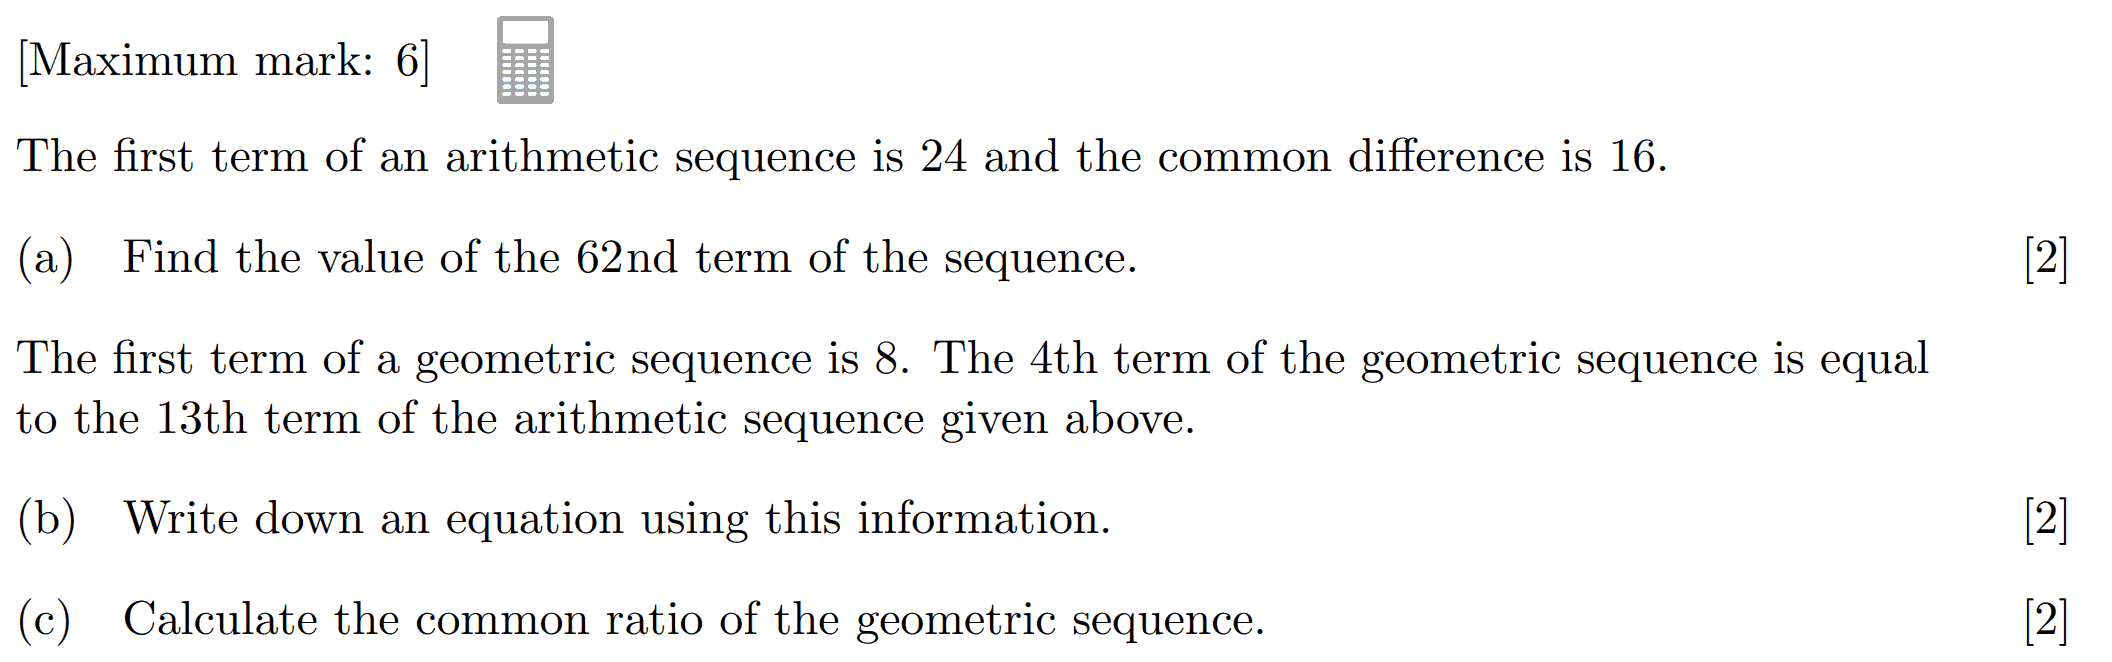 [Maximum mark: 6]
The first term of an arithmetic sequence is 24 and the common difference is 16.
(a) Find the value of the 62nd term of the sequence. [2]
The first term of a geometric sequence is 8. The 4th term of the geometric sequence is equal
to the 13th term of the arithmetic sequence given above.
(b) Write down an equation using this information. [2]
(c) Calculate the common ratio of the geometric sequence. [2]